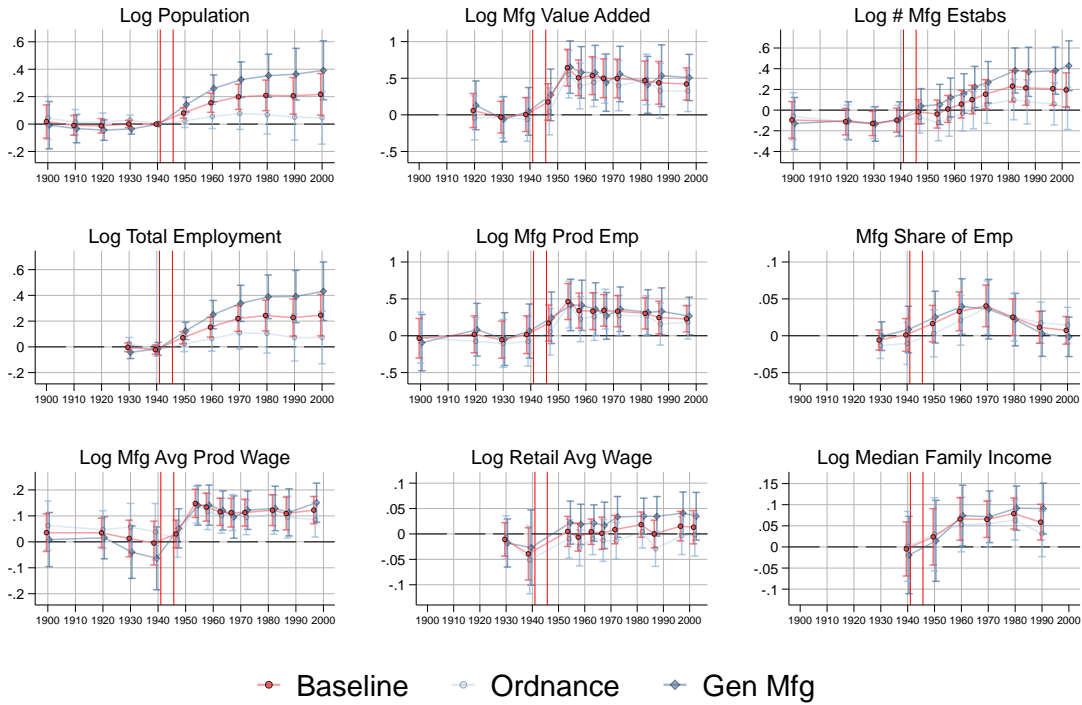 Log Population
.6
.4
.2
0
-.2
1900 1910 1920 1930 1940 1950 1960 1970 1980 1990 2000
Log Mfg Value Added
1
.5
0
-.5
1900 1910 1920 1930 1940 1950 1960 1970 1980 1990 2000
Log # Mfg Estabs
.6
.4
.2
0
-.2
-.4
1900 1910 1920 1930 1940 1950 1960 1970 1980 1990 2000
Log Total Employment
.6
.4
.2
0
-.2
1900 1910 1920 1930 1940 1950 1960 1970 1980 1990 2000
Log Mfg Prod Emp
1
.5
0
-.5
1900 1910 1920 1930 1940 1950 1960 1970 1980 1990 2000
Mfg Share of Emp
.1
.05
0
-.05
1900 1910 1920 1930 1940 1950 1960 1970 1980 1990 2000
Log Mfg Avg Prod Wage
.2
.1
0
-.1
-.2
1900 1910 1920 1930 1940 1950 1960 1970 1980 1990 2000
Log Retail Avg Wage
.1
.05
0
-.05
-.1
1900 1910 1920 1930 1940 1950 1960 1970 1980 1990 2000
Log Median Family Income
.15
.1
.05
0
-.05
-.1
1900 1910 1920 1930 1940 1950 1960 1970 1980 1990 2000
Baseline Ordnance Gen Mfg